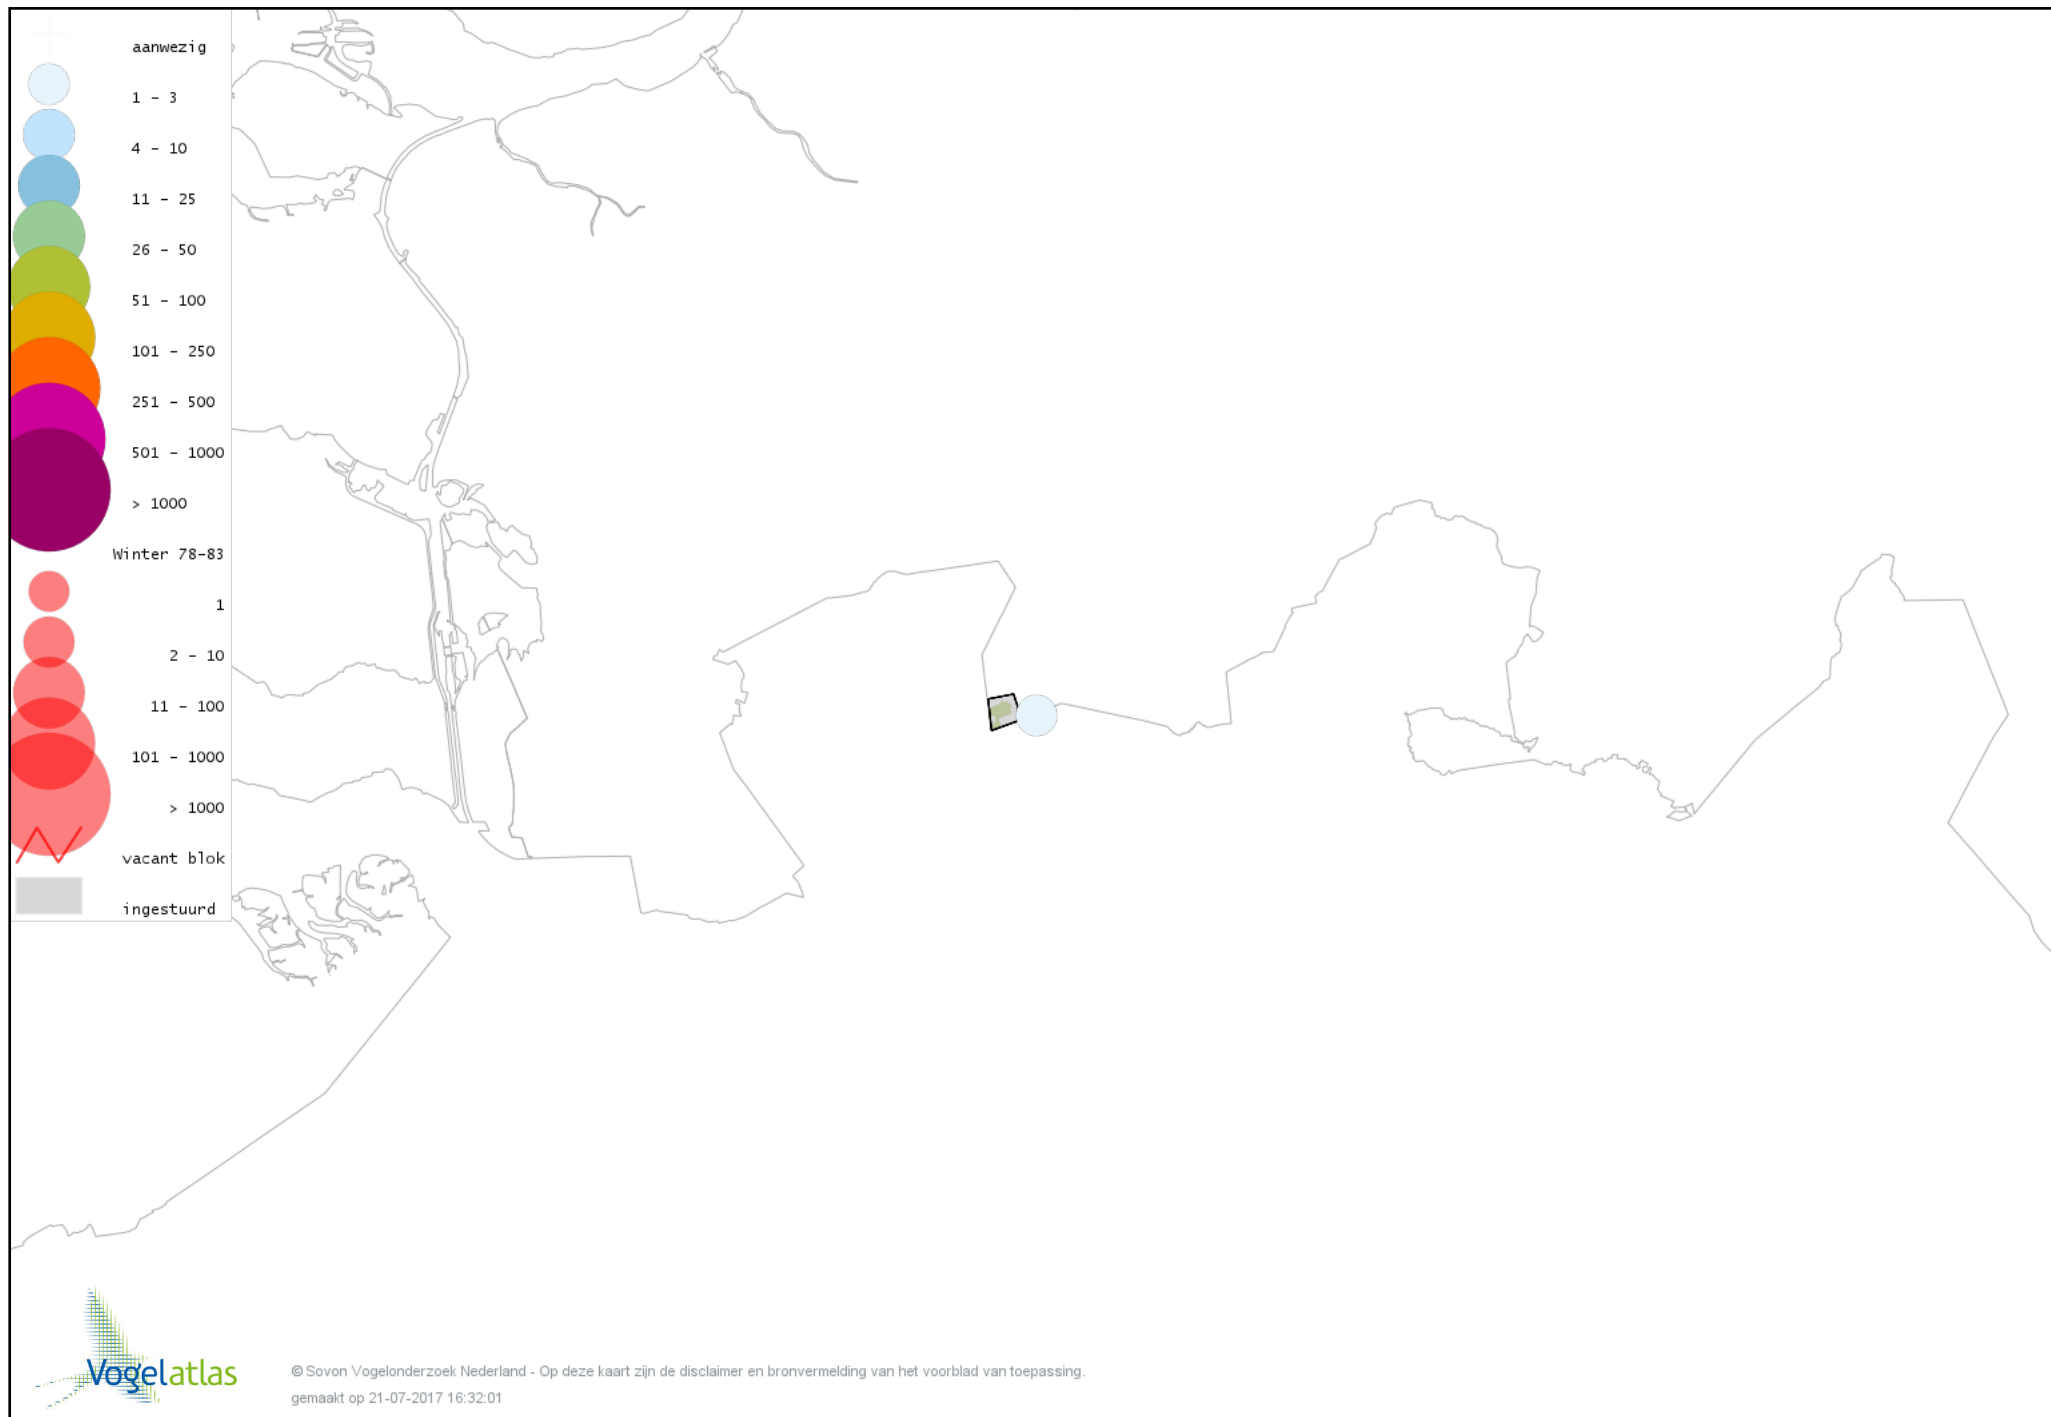 aanwezig
1 - 3
4 - 10
11 - 25
26 - 50
51 - 100
101 - 250
251 - 500
501 - 1000
> 1000
Winter 78-83
1
2 - 10
11 - 100
101 - 1000
> 1000
vacant blok
ingestuurd
Vogelatlas
© Sovon Vogelonderzoek Nederland - Op deze kaart zijn de disclaimer en bronvermelding van het voorblad van toepassing.
gemaakt op 21-07-2017 16:32:01